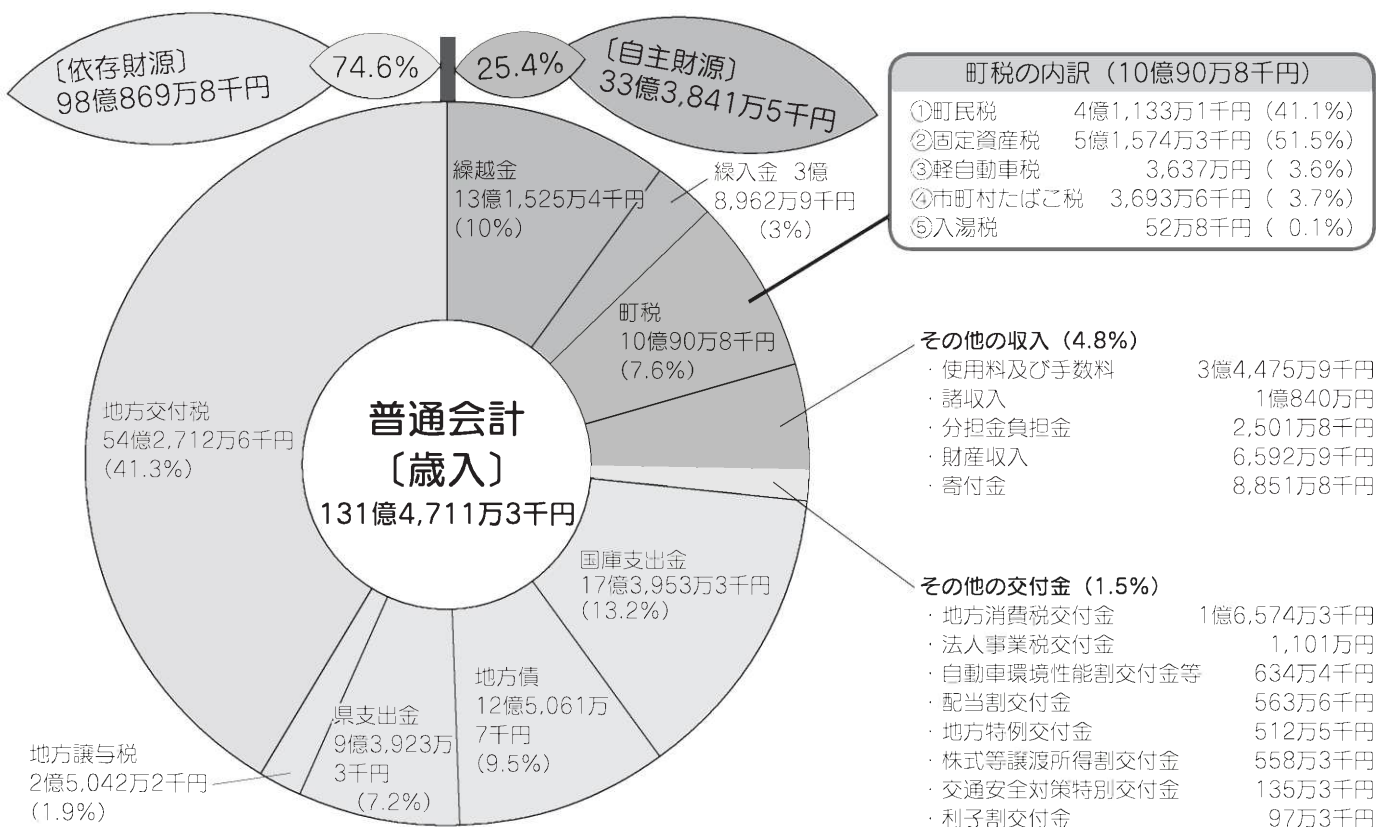 〔依存財源〕
98億869万8千円
74.6%
25.4%
〔自主財源〕
33億3,841万5千円
町税の内訳（10億90万8千円）
①町民税 4億1,133万1千円（41.1%）
②固定資産税 5億1,574万3千円（51.5%）
③軽自動車税 3,637万円（ 3.6%）
④市町村たばこ税 3,693万6千円（ 3.7%）
⑤入湯税 52万8千円（ 0.1%）
繰越金
13億1,525万4千円
(10%)
繰入金 3億
8,962万9千円
(3%)
町税
10億90万8千円
(7.6%)
その他の収入（4.8%）
・使用料及び手数料 3億4,475万9千円
・諸収入 1億840万円
・分担金負担金 2,501万8千円
・財産収入 6,592万9千円
・寄付金 8,851万8千円
地方交付税
54億2,712万6千円
(41.3%)
普通会計
〔歳入〕
131億4,711万3千円
国庫支出金
17億3,953万3千円
(13.2%)
その他の交付金（1.5%）
・地方消費税交付金 1億6,574万3千円
・法人事業税交付金 1,101万円
・自動車環境性能割交付金等 634万4千円
・配当割交付金 563万6千円
・地方特例交付金 512万5千円
・株式等譲渡所得割交付金 558万3千円
・交通安全対策特別交付金 135万3千円
・利子割交付金 97万3千円
地方債
12億5,061万
7千円
(9.5%)
県支出金
9億3,923万
3千円
(7.2%)
地方譲与税
2億5,042万2千円
(1.9%)